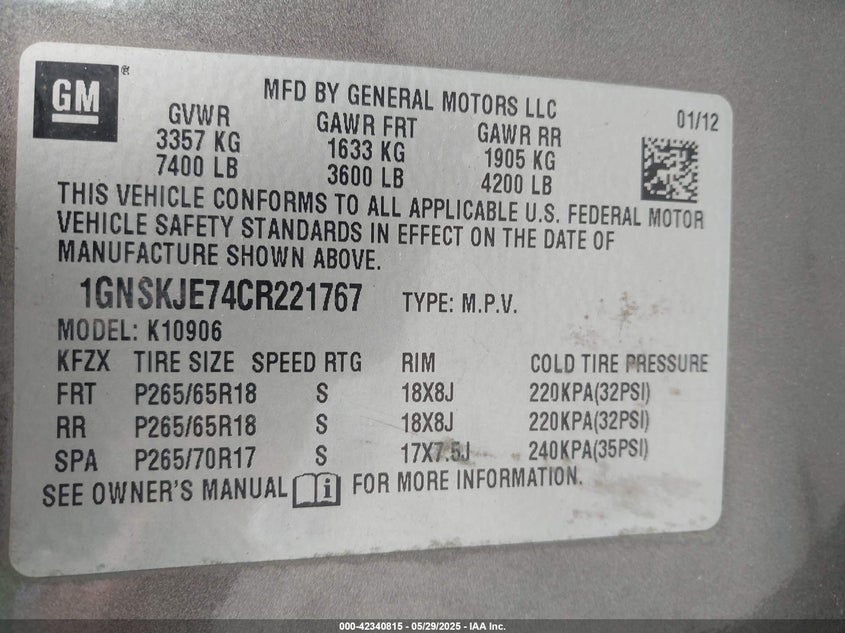 GM®
MFD BY GENERAL MOTORS LLC
01/12
GVWR GAWR FRT GAWR RR
3357 KG 1633 KG 1905 KG
7400 LB 3600 LB 4200 LB
THIS VEHICLE CONFORMS TO ALL APPLICABLE U.S. FEDERAL MOTOR
VEHICLE SAFETY STANDARDS IN EFFECT ON THE DATE OF
MANUFACTURE SHOWN ABOVE.
1GNSKJE74CR221767 TYPE: M.P.V.
MODEL: K10906
KFZX TIRE SIZE SPEED RTG RIM COLD TIRE PRESSURE
FRT P265/65R18 S 18X8J 220KPA(32PSI)
RR P265/65R18 S 18X8J 220KPA(32PSI)
SPA P265/70R17 S 17X7.5J 240KPA(35PSI)
SEE OWNER'S MANUAL i FOR MORE INFORMATION.
000-42340815 - 05/29/2025 - IAA Inc.